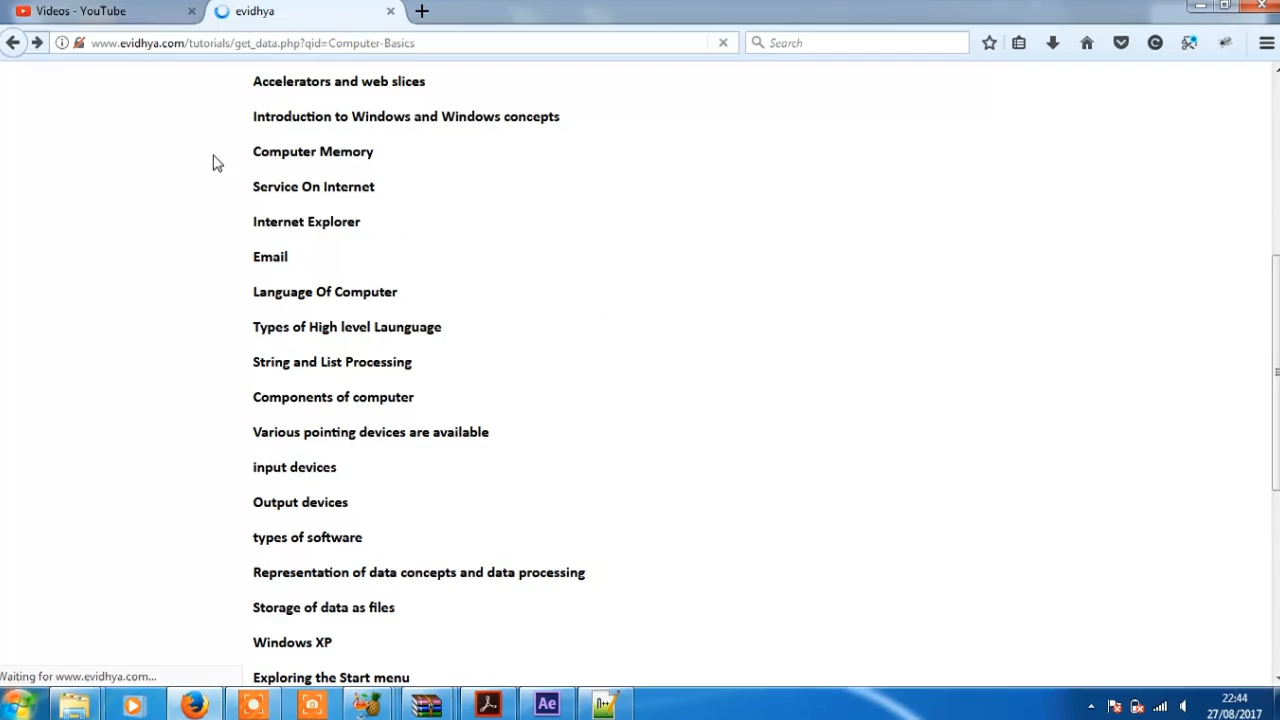 Videos - YouTube
evidhya
www.evidhya.com/tutorials/get_data.php?qid=Computer-Basics
Search
Accelerators and web slices
Introduction to Windows and Windows concepts
Computer Memory
Service On Internet
Internet Explorer
Email
Language Of Computer
Types of High level Launguage
String and List Processing
Components of computer
Various pointing devices are available
input devices
Output devices
types of software
Representation of data concepts and data processing
Storage of data as files
Windows XP
Waiting for www.evidhya.com...
Exploring the Start menu
Ae
22:44
27/08/2017